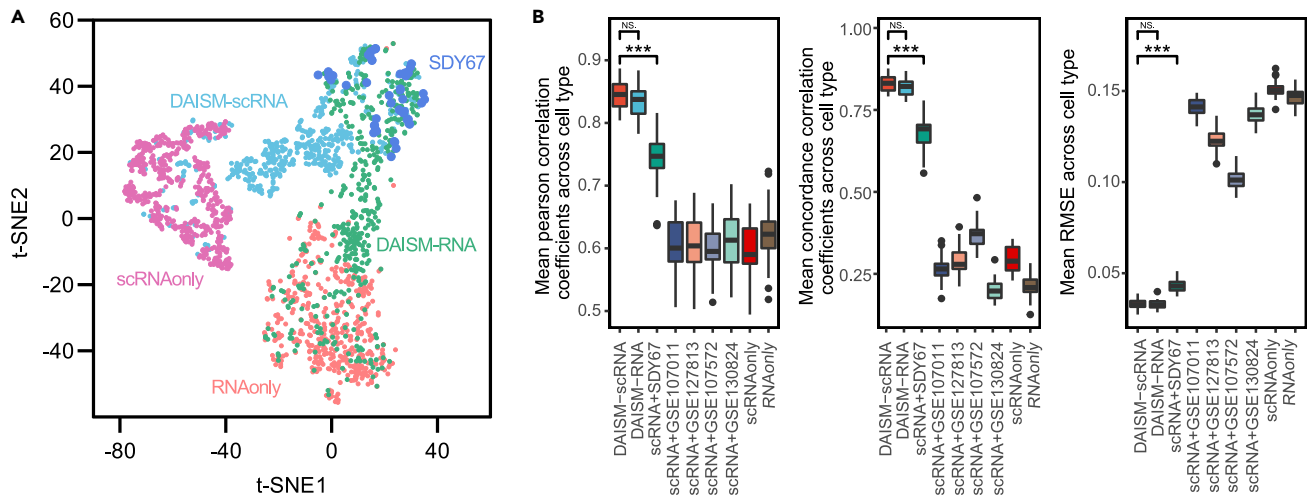 A
60
40
20
0
-20
-40
t-SNE2
-80
-40
0
40
t-SNE1
SDY67
DAISM-scRNA
DAISM-RNA
scRNAonly
RNAonly
B
Mean pearson correlation
coefficients across cell type
0.9
0.8
0.7
0.6
0.5
NS.
***
DAISM−scRNA
DAISM−RNA
scRNA+SDY67
scRNA+GSE107011
scRNA+GSE127813
scRNA+GSE107572
scRNA+GSE130824
scRNAonly
RNAonly
Mean concordance correlation
coefficients across cell type
1.00
0.75
0.50
0.25
NS.
***
DAISM−scRNA
DAISM−RNA
scRNA+SDY67
scRNA+GSE107011
scRNA+GSE127813
scRNA+GSE107572
scRNA+GSE130824
scRNAonly
RNAonly
Mean RMSE across cell type
0.15
0.10
0.05
NS.
***
DAISM−scRNA
DAISM−RNA
scRNA+SDY67
scRNA+GSE107011
scRNA+GSE127813
scRNA+GSE107572
scRNA+GSE130824
scRNAonly
RNAonly